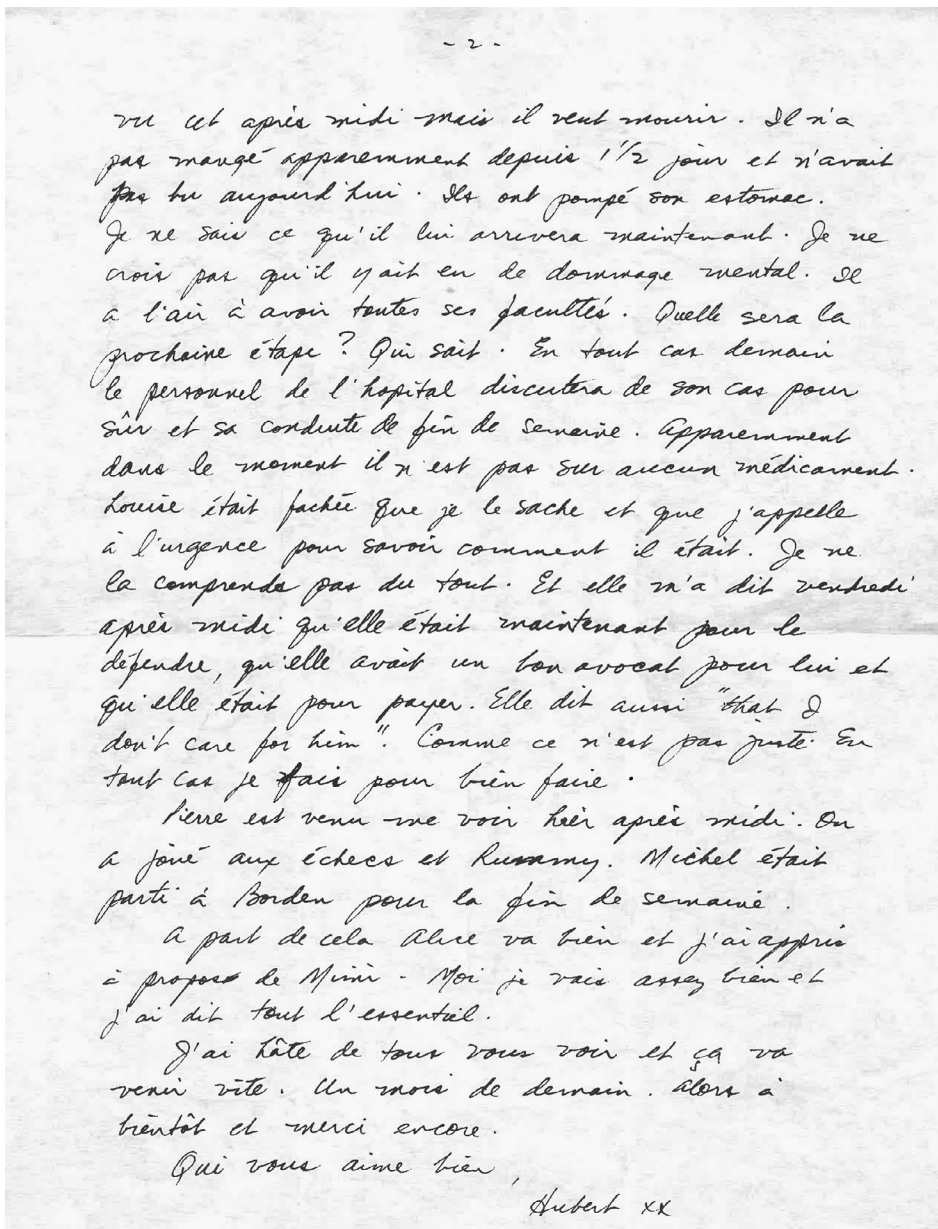 - 2 -
vu cet après midi mais il veut mourir. Il n'a
pas mangé apparemment depuis 1 1/2 jour et n'avait
pas bu aujourd'hui. Ils ont pompé son estomac.
Je ne sais ce qu'il lui arrivera maintenant. Je ne
crois pas qu'il y ait eu de dommage mental. Il
a l'air à avoir toutes ses facultés. Quelle sera la
prochaine étape? Qui sait. En tout cas demain
le personnel de l'hopital discutera de son cas pour
sûr et sa conduite de fin de semaine. Apparemment
dans le moment il n'est pas sur aucun médicament.
Louise était fachée que je le sache et que j'appelle
à l'urgence pour savoir comment il était. Je ne
la comprends pas du tout. Et elle m'a dit vendredi
après midi qu'elle était maintenant pour le
défendre, qu'elle avait un bon avocat pour lui et
qu'elle était pour payer. Elle dit aussi "that I
don't care for him". Comme ce n'est pas juste. En
tout cas je fais pour bien faire.
Pierre est venu me voir hier après midi. On
a joué aux échecs et Rummy. Michel était
parti à Borden pour la fin de semaine.
A part de cela Alice va bien et j'ai appris
à propos de Mimi. Moi je vais assez bien et
j'ai dit tout l'essentiel.
J'ai hâte de tous vous voir et ça va
venir vite. Un mois de demain. Alors à
bientôt et merci encore.
Qui vous aime bien,
Hubert xx